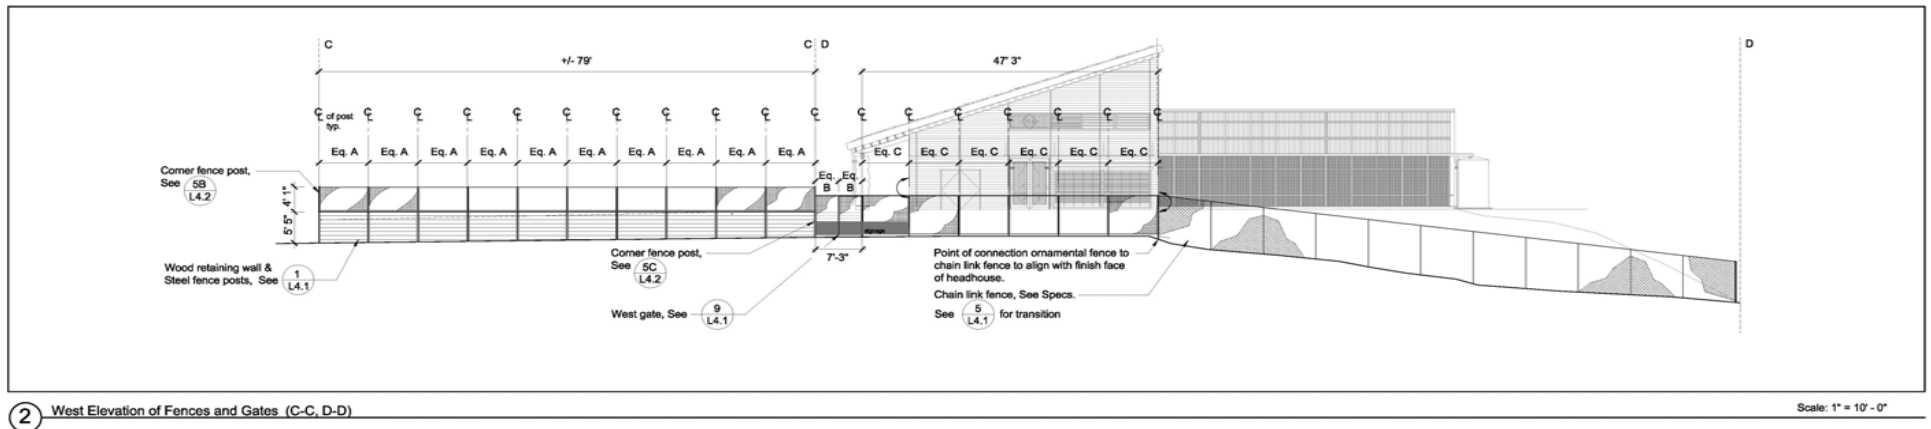 C
C
D
D
+/- 79'
47' 3"
℄ ℄ ℄ ℄ ℄ ℄ ℄ ℄ ℄ ℄ ℄ ℄ ℄ ℄ ℄ ℄ ℄ ℄
of post
typ.
Eq. A
Eq. A
Eq. A
Eq. A
Eq. A
Eq. A
Eq. A
Eq. A
Eq. A
Eq. A
Eq. C
Eq. C
Eq. C
Eq. C
Eq. C
Eq. C
Eq.
B
Eq.
B
Corner fence post,
See 5B
L4.2
4' 1"
5' 5"
signage
7'-3"
Wood retaining wall &
Steel fence posts, See 1
L4.1
Corner fence post,
See 5C
L4.2
West gate, See 9
L4.1
Point of connection ornamental fence to
chain link fence to align with finish face
of headhouse.
Chain link fence, See Specs.
See 5 for transition
L4.1
2 West Elevation of Fences and Gates (C-C, D-D)
Scale: 1" = 10' - 0"